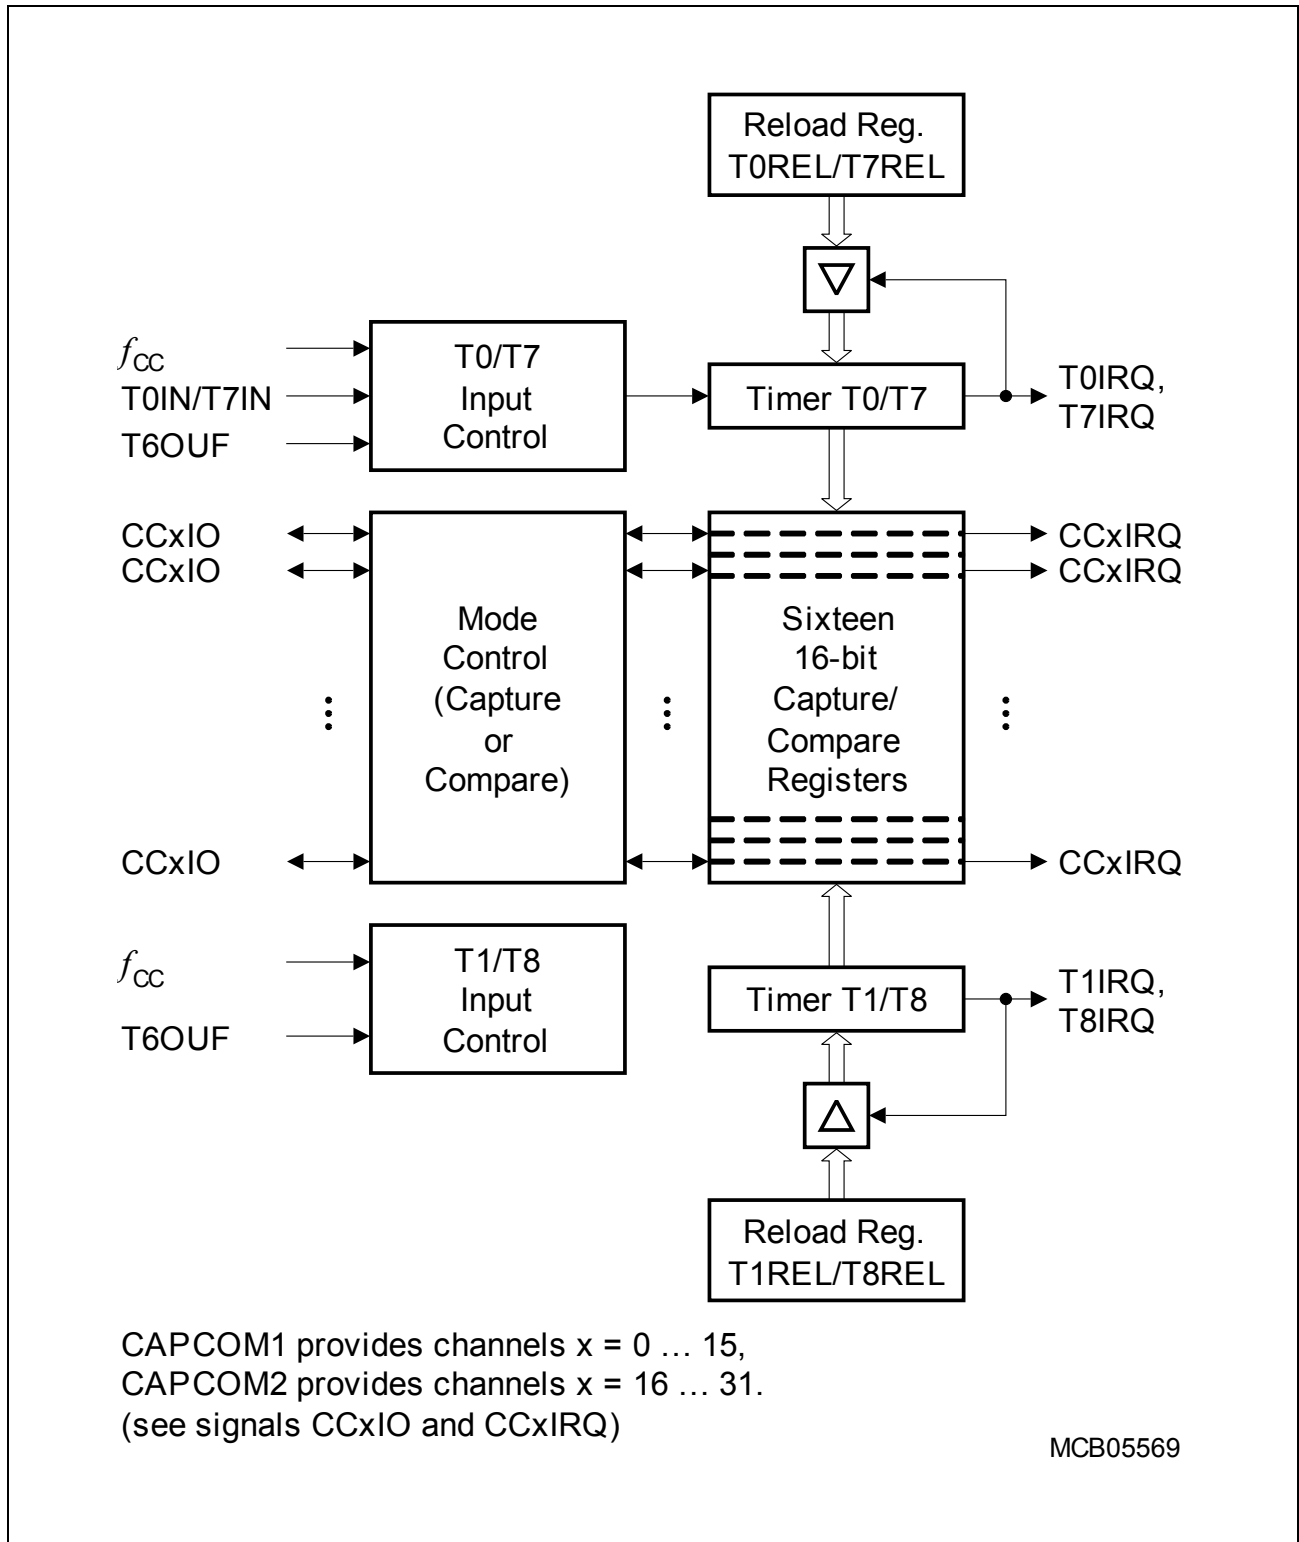 Reload Reg.
T0REL/T7REL
fCC
T0IN/T7IN
T6OUF
T0/T7
Input
Control
Timer T0/T7
T0IRQ,
T7IRQ
CCxIO
CCxIO
CCxIO
Mode
Control
(Capture
or
Compare)
Sixteen
16-bit
Capture/
Compare
Registers
CCxIRQ
CCxIRQ
CCxIRQ
fCC
T6OUF
T1/T8
Input
Control
Timer T1/T8
T1IRQ,
T8IRQ
Reload Reg.
T1REL/T8REL
CAPCOM1 provides channels x = 0 … 15,
CAPCOM2 provides channels x = 16 … 31.
(see signals CCxIO and CCxIRQ)
MCB05569